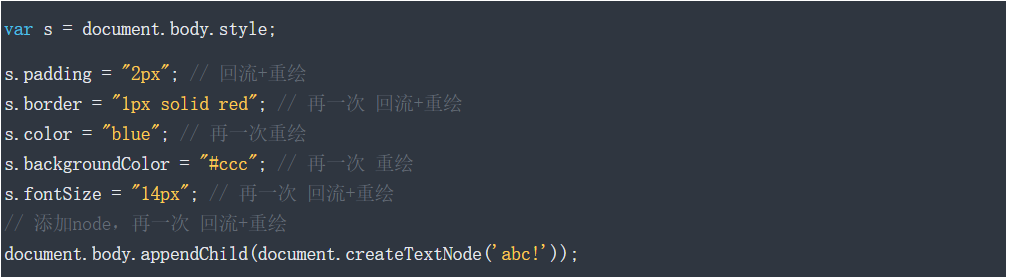 var s = document.body.style;
s.padding = "2px"; // 回流+重绘
s.border = "1px solid red"; // 再一次 回流+重绘
s.color = "blue"; // 再一次重绘
s.backgroundColor = "#ccc"; // 再一次 重绘
s.fontSize = "14px"; // 再一次 回流+重绘
// 添加node，再一次 回流+重绘
document.body.appendChild(document.createTextNode('abc!'));